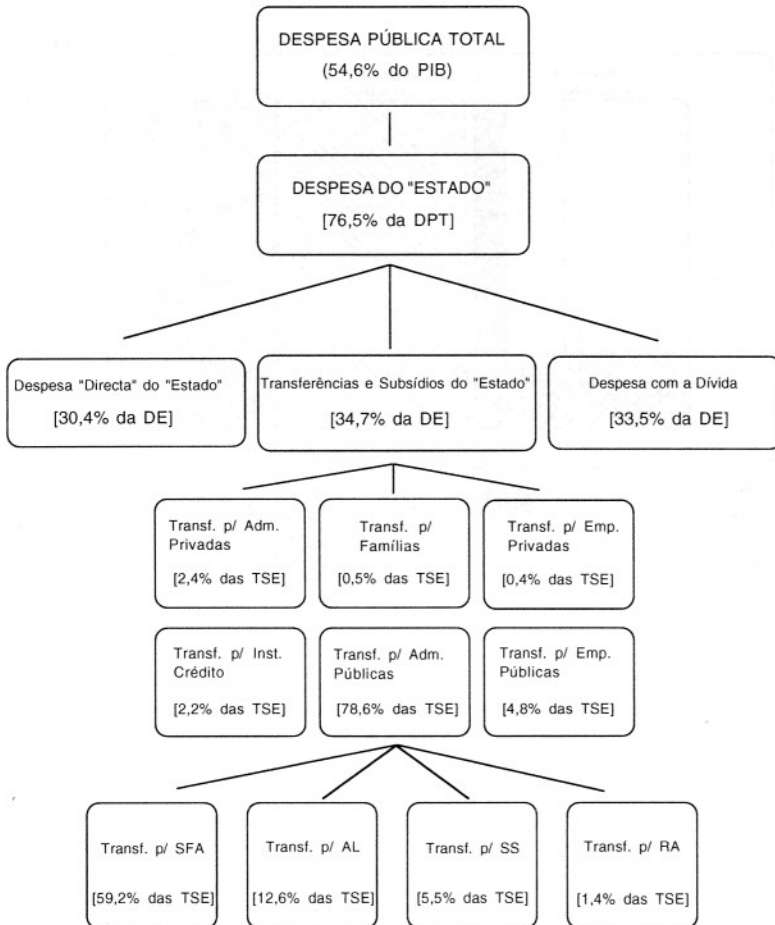 DESPESA PÚBLICA TOTAL
(54,6% do PIB)
DESPESA DO "ESTADO"
[76,5% da DPT]
Despesa "Directa" do "Estado"
[30,4% da DE]
Transferências e Subsídios do "Estado"
[34,7% da DE]
Despesa com a Dívida
[33,5% da DE]
Transf. p/ Adm.
Privadas
[2,4% das TSE]
Transf. p/
Famílias
[0,5% das TSE]
Transf. p/ Emp.
Privadas
[0,4% das TSE]
Transf. p/ Inst.
Crédito
[2,2% das TSE]
Transf. p/ Adm.
Públicas
[78,6% das TSE]
Transf. p/ Emp.
Públicas
[4,8% das TSE]
Transf. p/ SFA
[59,2% das TSE]
Transf. p/ AL
[12,6% das TSE]
Transf. p/ SS
[5,5% das TSE]
Transf. p/ RA
[1,4% das TSE]